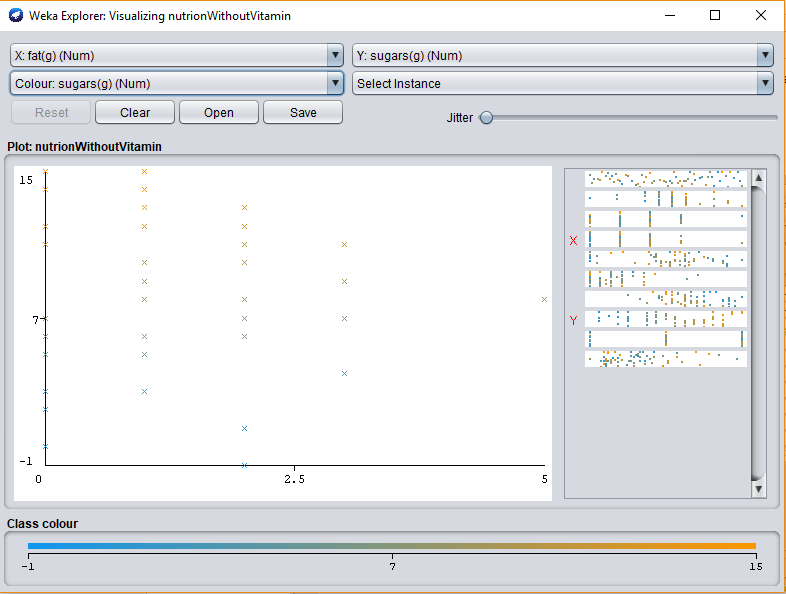 Weka Explorer: Visualizing nutrionWithoutVitamin
X: fat(g) (Num) Y: sugars(g) (Num)
Colour: sugars(g) (Num) Select Instance
Reset Clear Open Save Jitter
Plot: nutrionWithoutVitamin
15
7
-1
0 2.5 5
X
Y
Class colour
-1 7 15